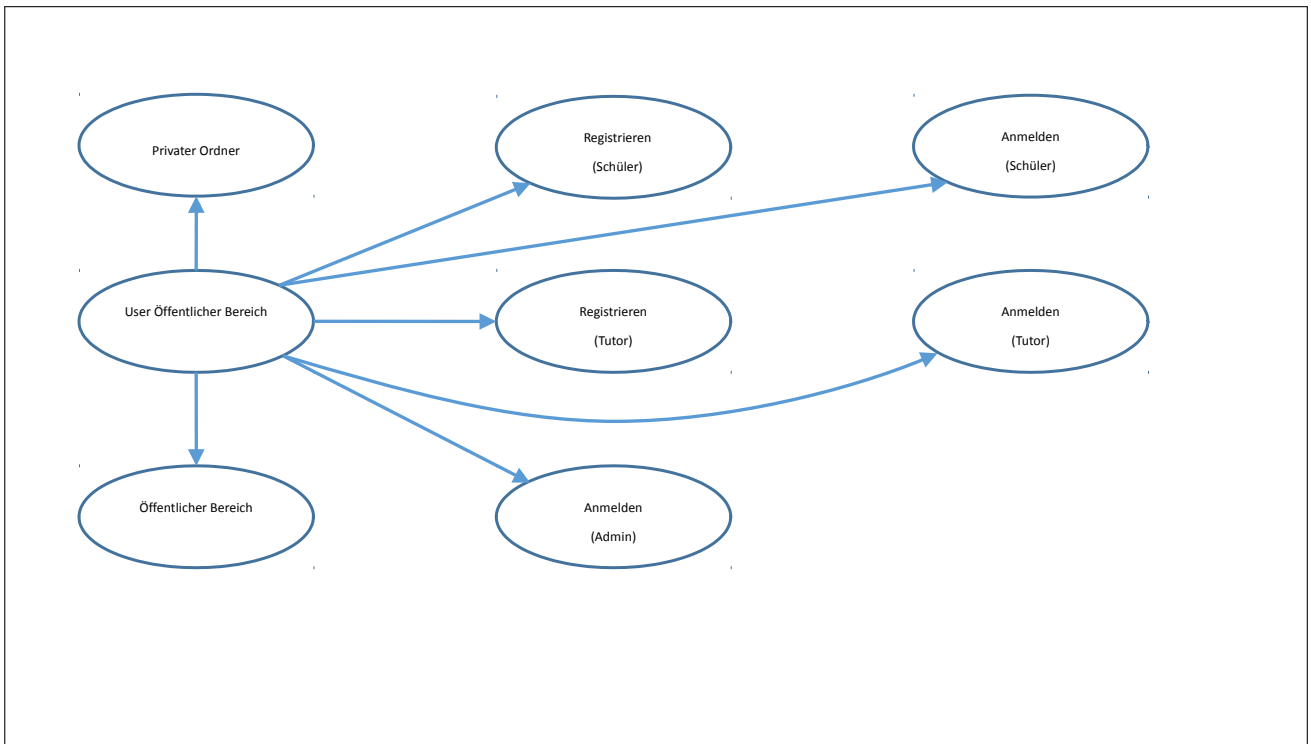 Privater Ordner
Registrieren
(Schüler)
Anmelden
(Schüler)
User Öffentlicher Bereich
Registrieren
(Tutor)
Anmelden
(Tutor)
Öffentlicher Bereich
Anmelden
(Admin)